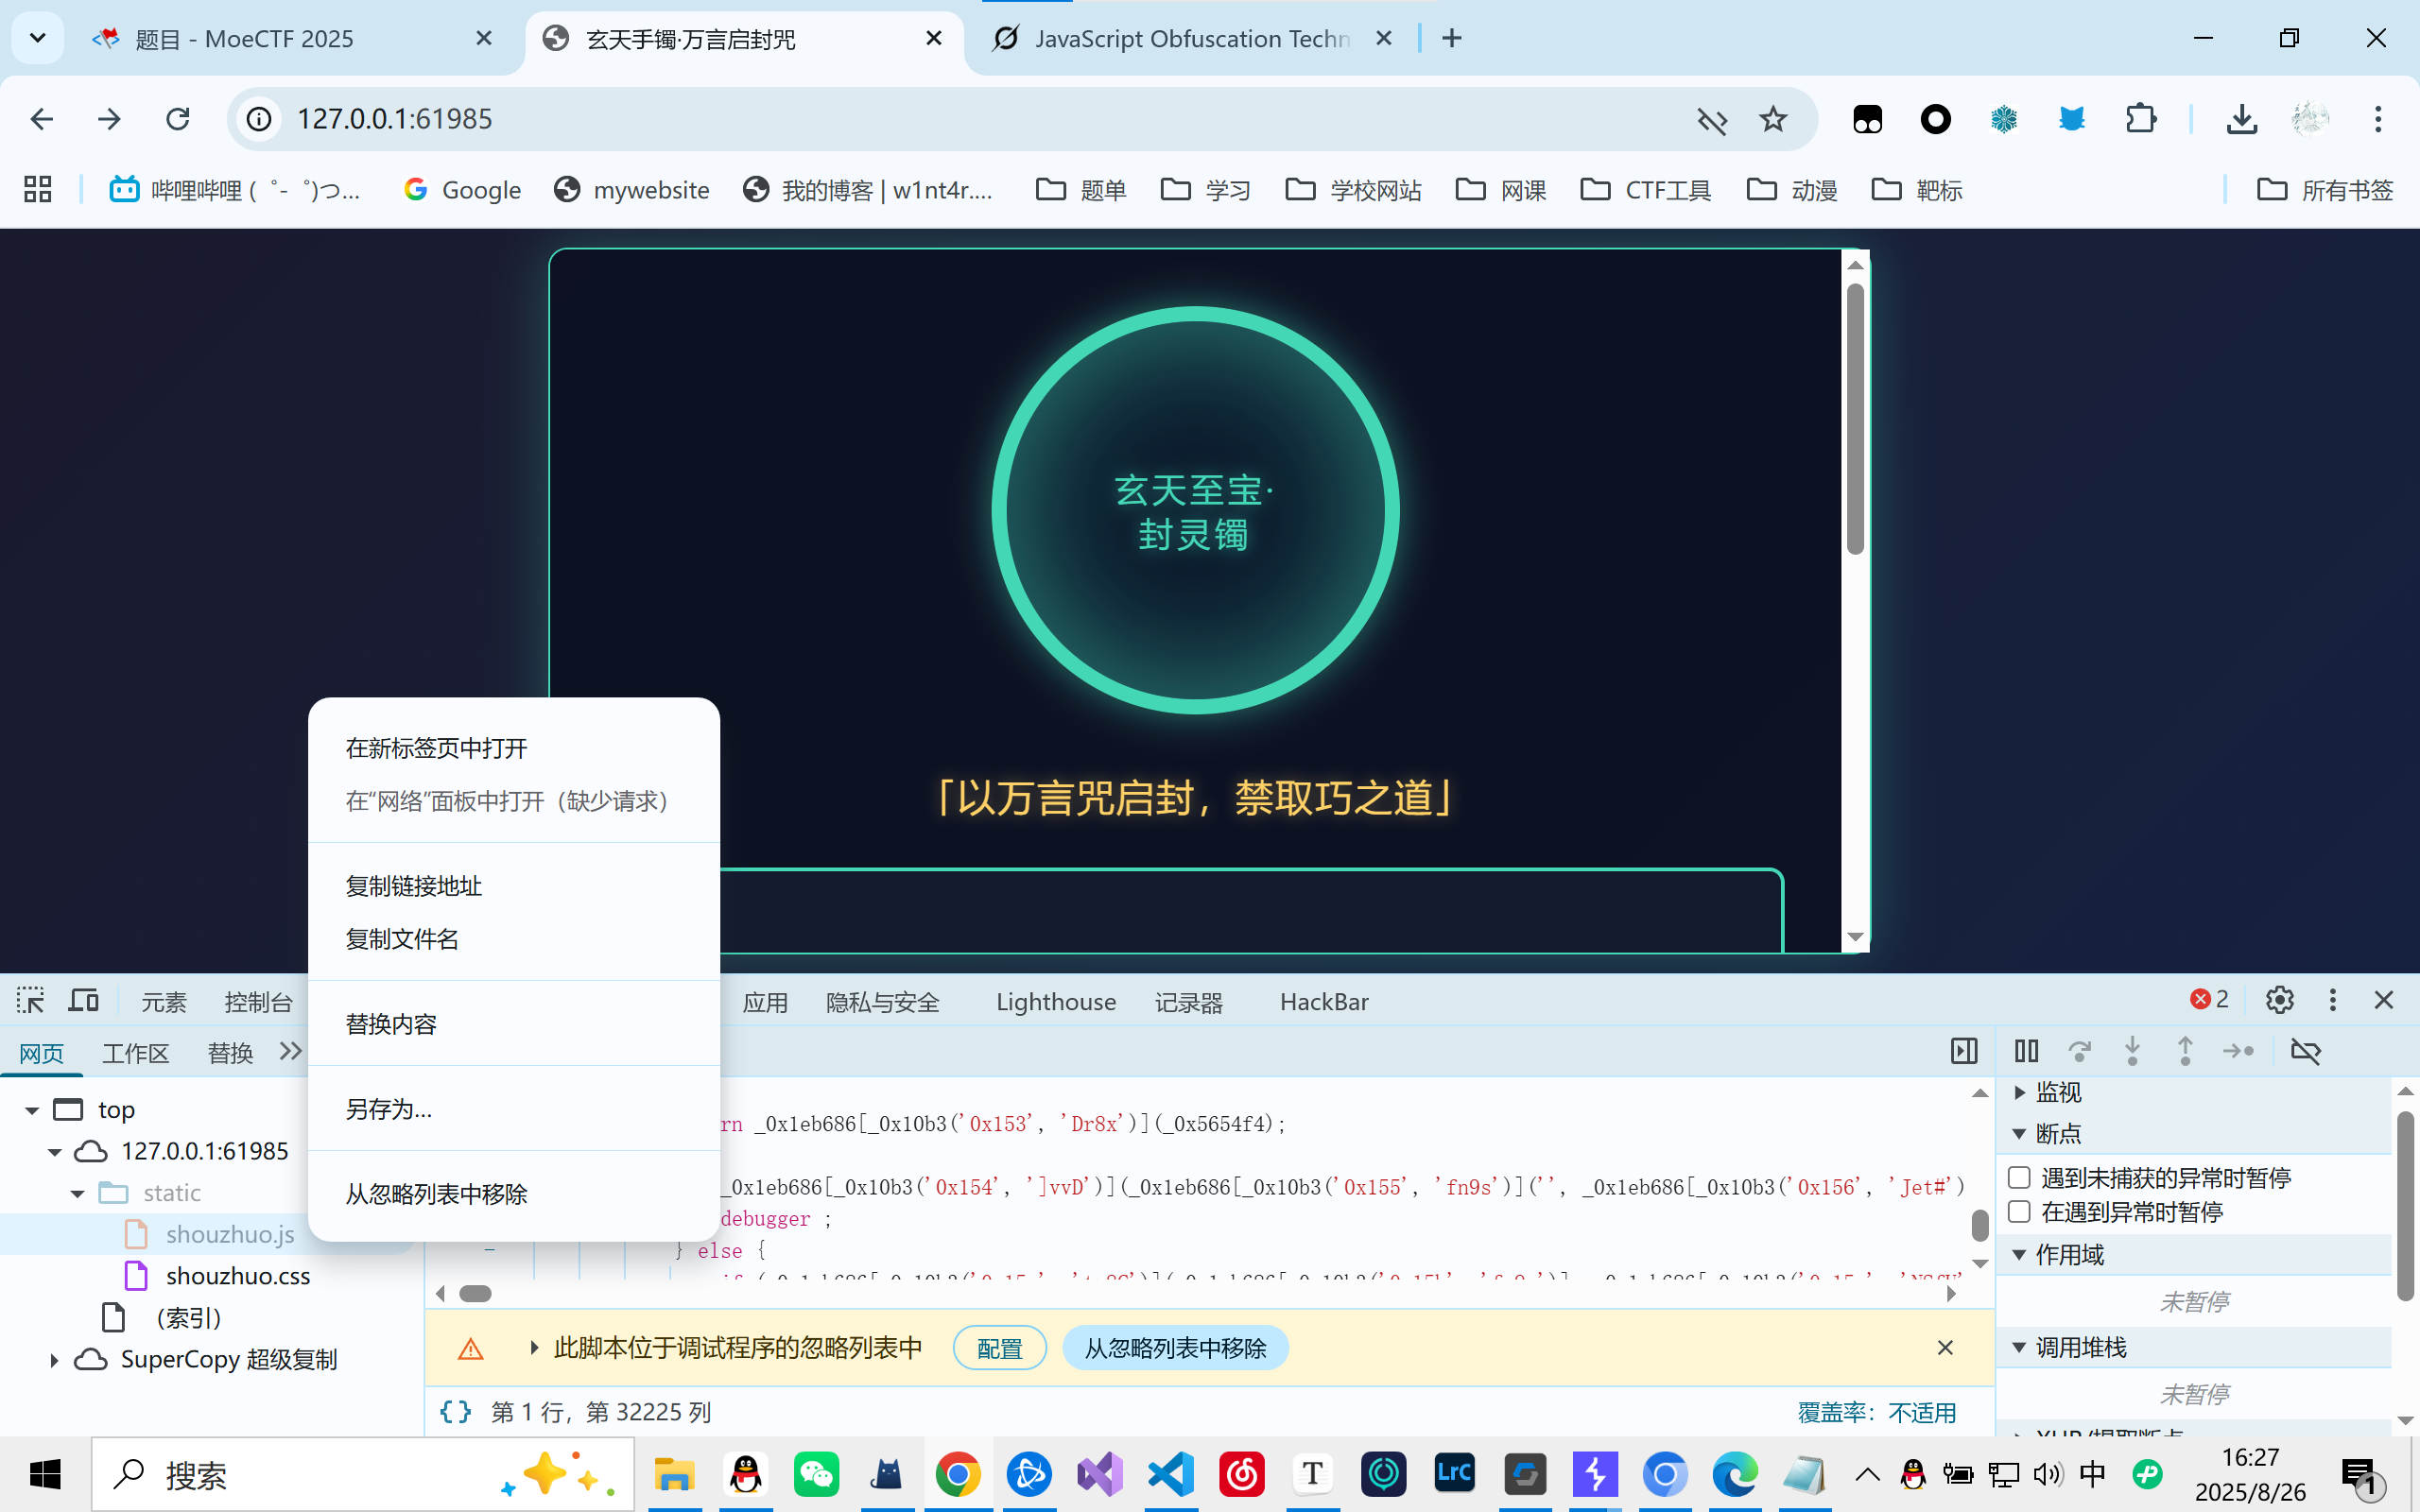 题目 - MoeCTF 2025
玄天手镯·万言启封咒
JavaScript Obfuscation Techn
127.0.0.1:61985
哔哩哔哩 (゜-゜)つ...
Google
mywebsite
我的博客 | w1nt4r....
题单
学习
学校网站
网课
CTF工具
动漫
靶标
所有书签
玄天至宝·
封灵镯
「以万言咒启封，禁取巧之道」
在新标签页中打开
在“网络”面板中打开（缺少请求）
复制链接地址
复制文件名
替换内容
另存为...
从忽略列表中移除
元素
控制台
应用
隐私与安全
Lighthouse
记录器
HackBar
2
网页
工作区
替换
top
127.0.0.1:61985
static
shouzhuo.js
shouzhuo.css
（索引）
SuperCopy 超级复制
rn _0x1eb686[_0x10b3('0x153', 'Dr8x')](_0x5654f4);
_0x1eb686[_0x10b3('0x154', ']vvD')](_0x1eb686[_0x10b3('0x155', 'fn9s')]('', _0x1eb686[_0x10b3('0x156', 'Jet#')
debugger ;
} else {
此脚本位于调试程序的忽略列表中
配置
从忽略列表中移除
{} 第 1 行，第 32225 列
覆盖率：不适用
监视
断点
遇到未捕获的异常时暂停
在遇到异常时暂停
作用域
未暂停
调用堆栈
未暂停
搜索
T
LrC
中
16:27
2025/8/26
1